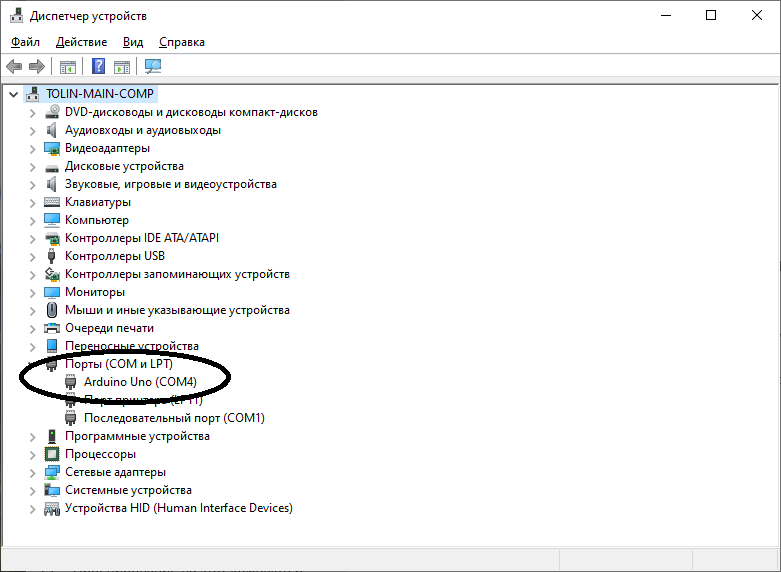 Диспетчер устройств
Файл Действие Вид Справка
TOLIN-MAIN-COMP
DVD-дисководы и дисководы компакт-дисков
Аудиовходы и аудиовыходы
Видеоадаптеры
Дисковые устройства
Звуковые, игровые и видеоустройства
Клавиатуры
Компьютер
Контроллеры IDE ATA/ATAPI
Контроллеры USB
Контроллеры запоминающих устройств
Мониторы
Мыши и иные указывающие устройства
Очереди печати
Переносные устройства
Порты (COM и LPT)
Arduino Uno (COM4)
Порт принтера (LPT1)
Последовательный порт (COM1)
Программные устройства
Процессоры
Сетевые адаптеры
Системные устройства
Устройства HID (Human Interface Devices)